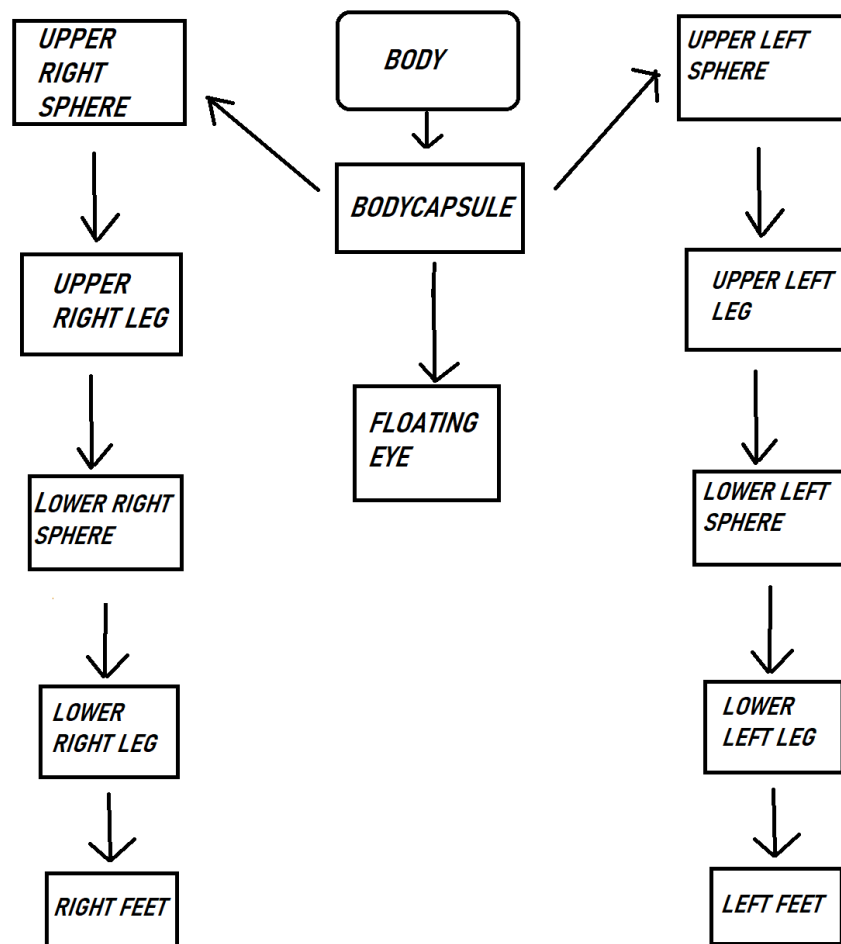 UPPER
RIGHT
SPHERE
BODY
UPPER LEFT
SPHERE
BODYCAPSULE
UPPER
RIGHT LEG
UPPER LEFT
LEG
FLOATING
EYE
LOWER RIGHT
SPHERE
LOWER LEFT
SPHERE
LOWER
RIGHT LEG
LOWER
LEFT LEG
RIGHT FEET
LEFT FEET